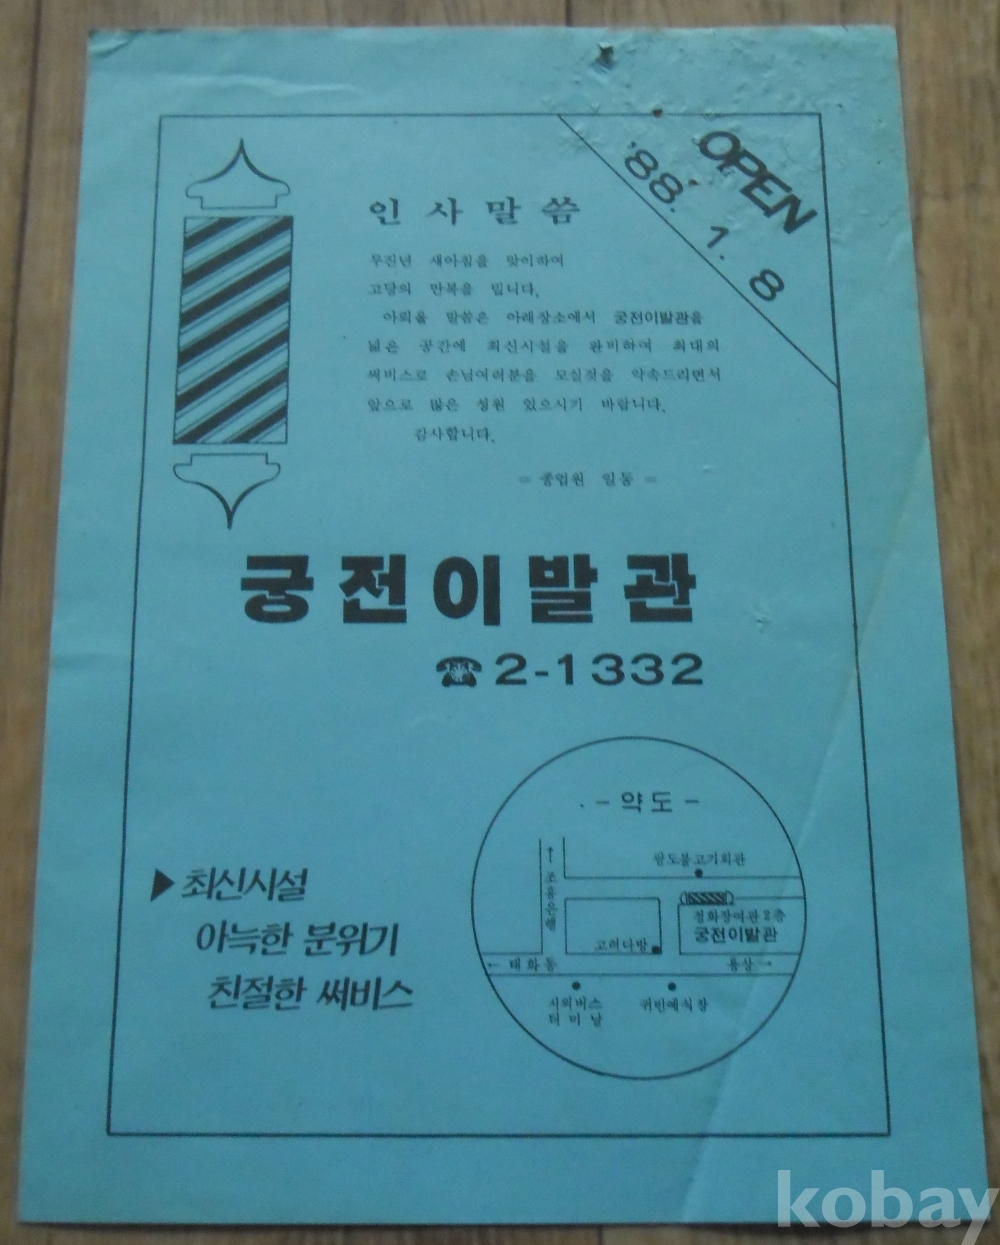 OPEN
'88. 1. 8
인 사 말 씀
무진년 새아침을 맞이하여
고당의 만복을 빕니다.
아뢰올 말씀은 아래장소에서 궁전이발관을
넓은 공간에 최신시설을 완비하여 최대의
써비스로 손님여러분을 모실것을 약속드리면서
앞으로 많은 성원 있으시기 바랍니다.
감사합니다.
= 종업원 일동 =
궁전이발관
☎ 2-1332
▶ 최신시설
아늑한 분위기
친절한 써비스
- 약도 -
↑ 조흥은행
팔도불고기회관
고려다방
정화장여관 2층
궁전이발관
← 태화동
용상 →
시외버스
터미날
귀빈예식장
kobay